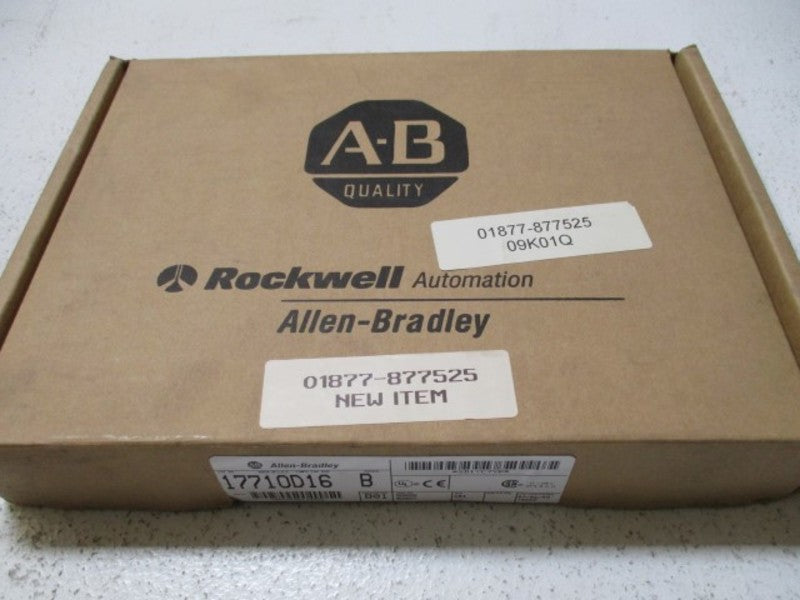 A-B
QUALITY
01877-877525
09K01Q
Rockwell Automation
Allen-Bradley
01877-877525
NEW ITEM
Allen-Bradley
1771OD16 B